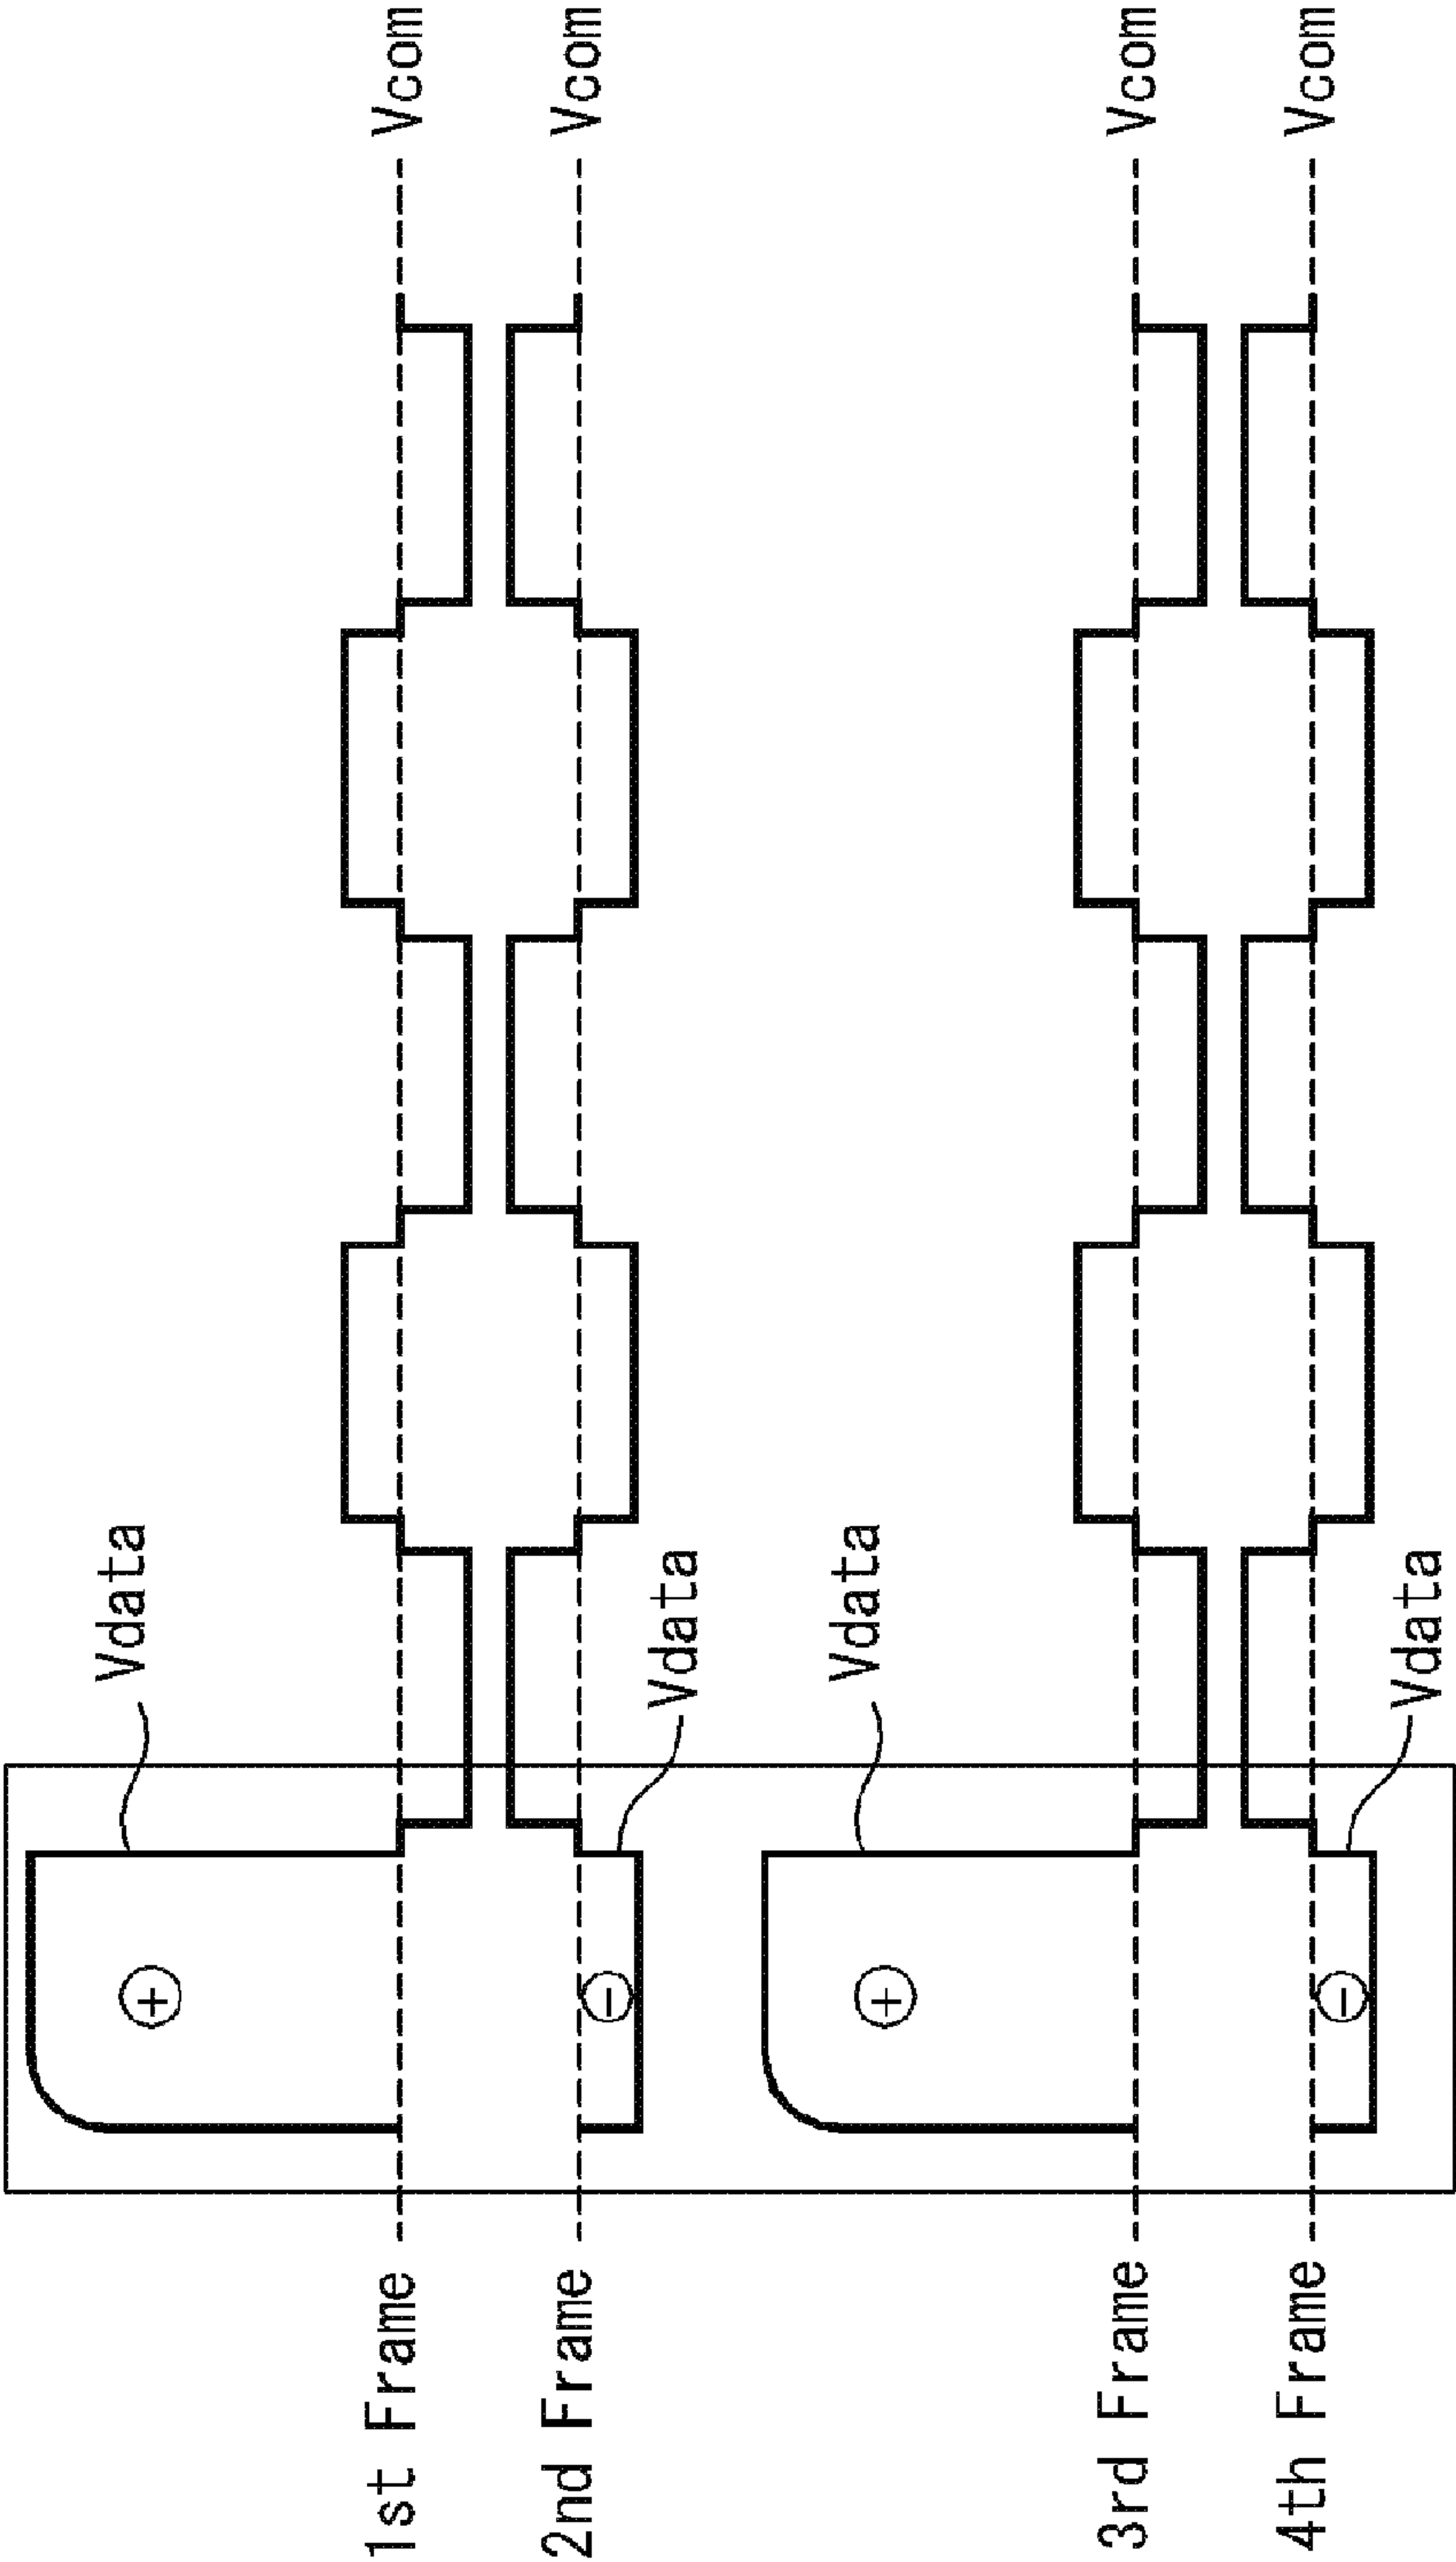 Vdata
1st Frame
Vcom
2nd Frame
Vcom
Vdata
Vdata
3rd Frame
Vcom
4th Frame
Vcom
Vdata